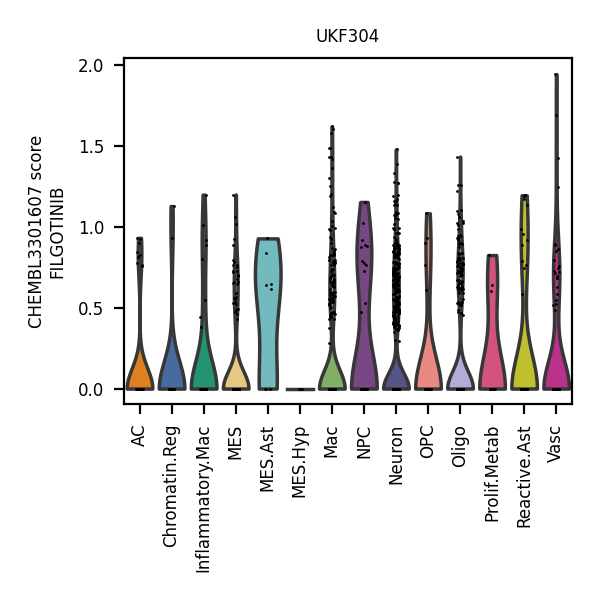 UKF304
CHEMBL3301607 score
FILGOTINIB
2.0
1.5
1.0
0.5
0.0
AC
Chromatin.Reg
Inflammatory.Mac
MES
MES.Ast
MES.Hyp
Mac
NPC
Neuron
OPC
Oligo
Prolif.Metab
Reactive.Ast
Vasc